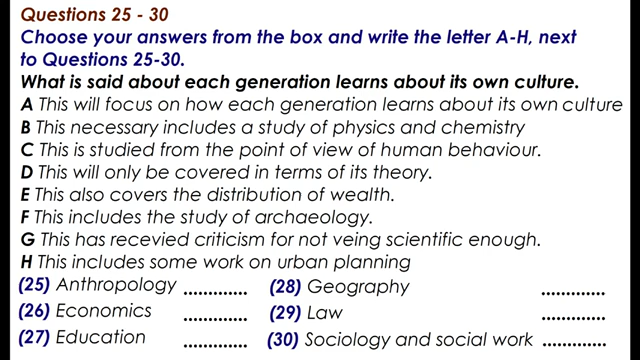 Questions 25 - 30
Choose your answers from the box and write the letter A-H, next
to Questions 25-30.
What is said about each generation learns about its own culture.
A This will focus on how each generation learns about its own culture
B This necessary includes a study of physics and chemistry
C This is studied from the point of view of human behaviour.
D This will only be covered in terms of its theory.
E This also covers the distribution of wealth.
F This includes the study of archaeology.
G This has recevied criticism for not veing scientific enough.
H This includes some work on urban planning
(25) Anthropology ............. (28) Geography .............
(26) Economics ............. (29) Law .............
(27) Education ............. (30) Sociology and social work .............